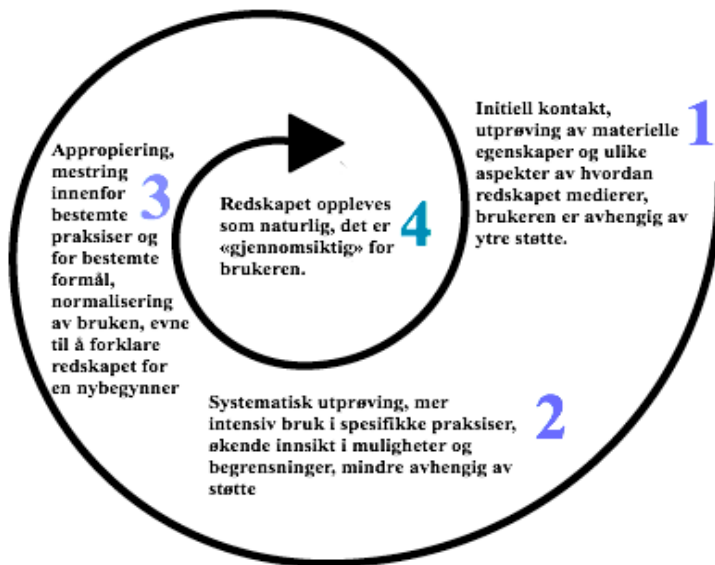 Initiell kontakt,
utprøving av materielle
egenskaper og ulike
aspekter av hvordan
redskapet medierer,
brukeren er avhengig av
ytre støtte.
1
Systematisk utprøving, mer
intensiv bruk i spesifikke praksiser,
økende innsikt i muligheter og
begrensninger, mindre avhengig av
støtte
2
Appropiering,
mestring
innenfor
bestemte
praksiser og
for bestemte
formål,
normalisering
av bruken, evne
til å forklare
redskapet for
en nybegynner
3
Redskapet oppleves
som naturlig, det er
«gjennomsiktig» for
brukeren.
4